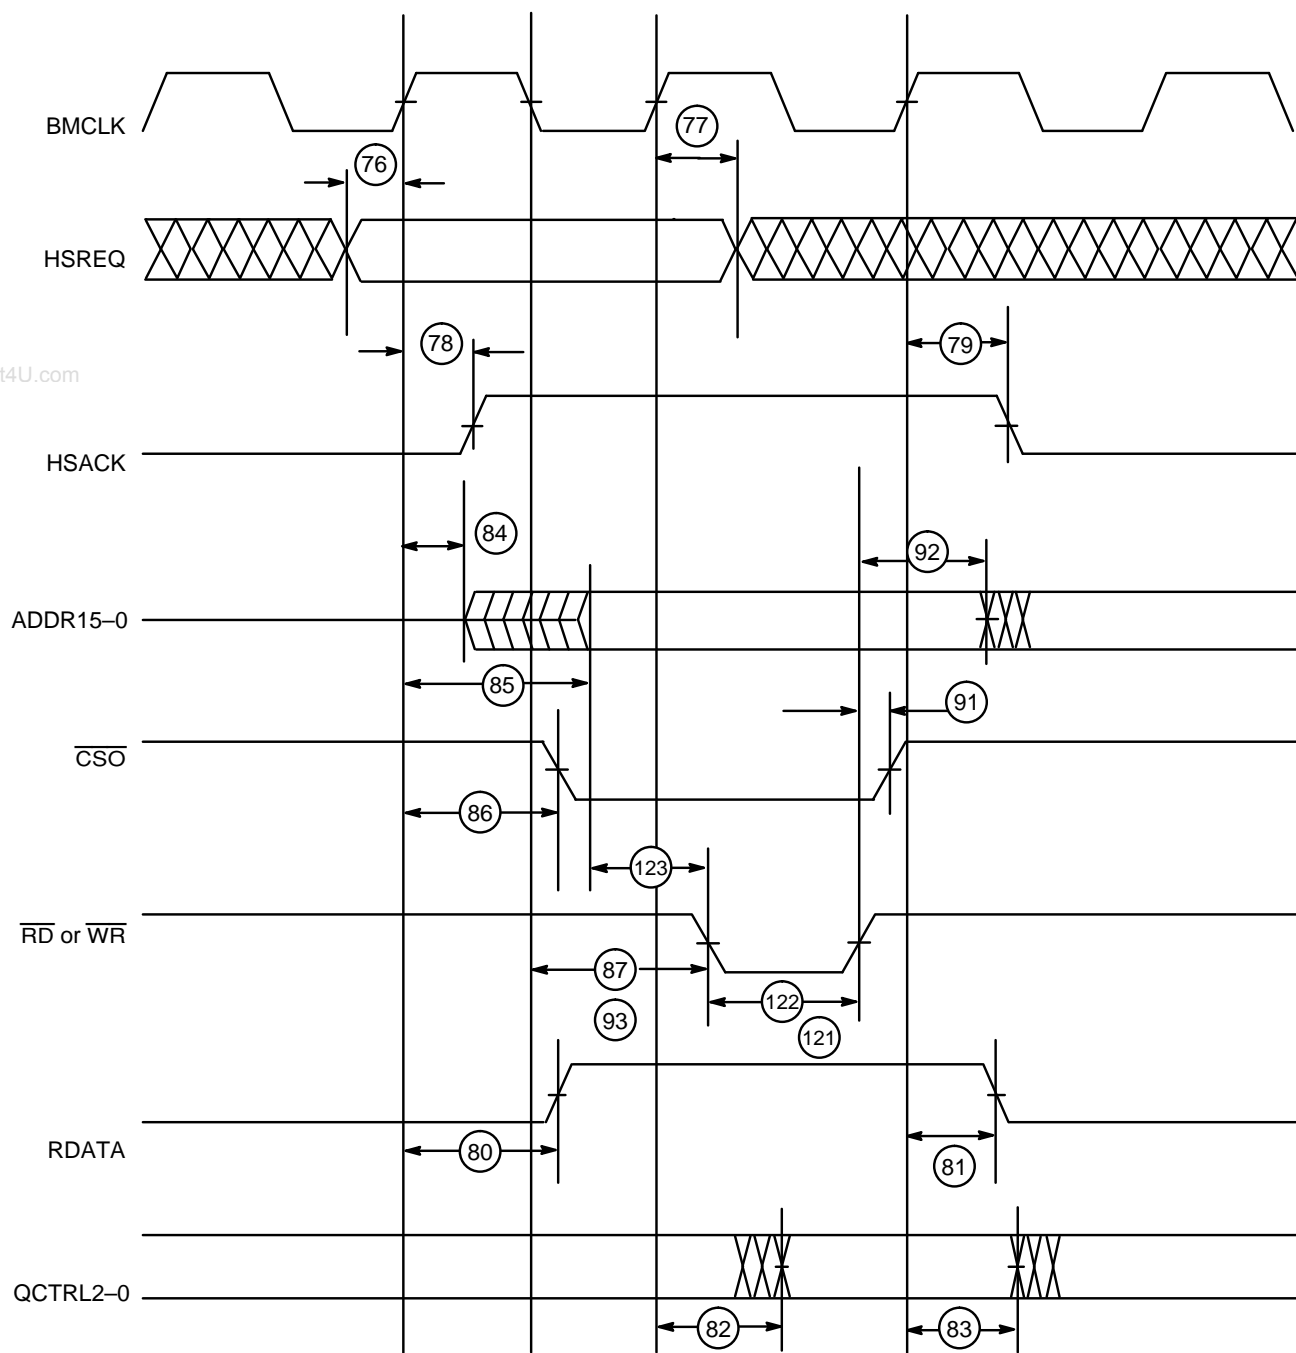 BMCLK
77
76
HSREQ
78
79
t4U.com
HSACK
84
92
ADDR15–0
85
91
CSO
86
123
RD or WR
87
122
93
121
RDATA
80
81
QCTRL2–0
82
83